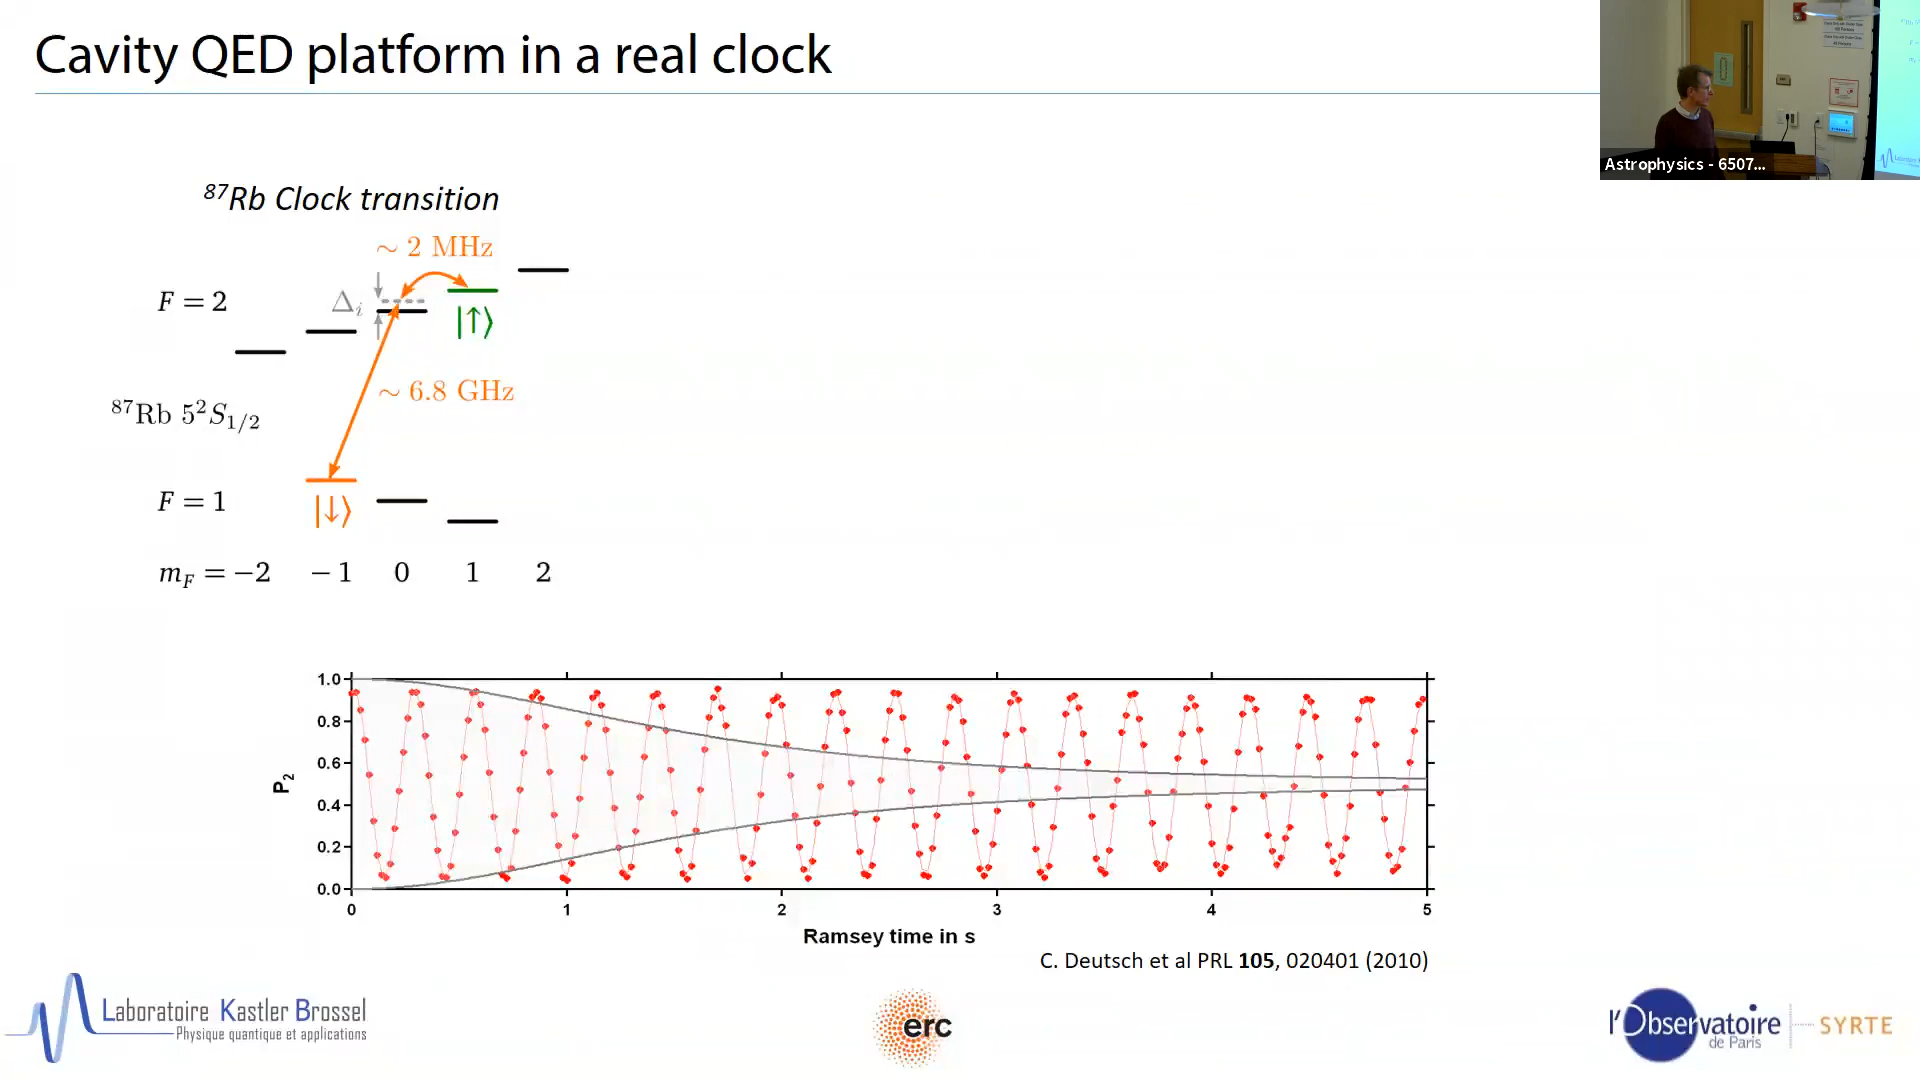 Cavity QED platform in a real clock
Astrophysics - 6507...
⁸⁷Rb Clock transition
∼ 2 MHz
F = 2
Δᵢ
|↑⟩
∼ 6.8 GHz
⁸⁷Rb 5²S₁/₂
F = 1
|↓⟩
m_F = −2 − 1 0 1 2
1.0
0.8
0.6
0.4
0.2
0.0
P₂
0 1 2 3 4 5
Ramsey time in s
C. Deutsch et al PRL 105, 020401 (2010)
Laboratoire Kastler Brossel
Physique quantique et applications
erc
l'Observatoire
de Paris
SYRTE